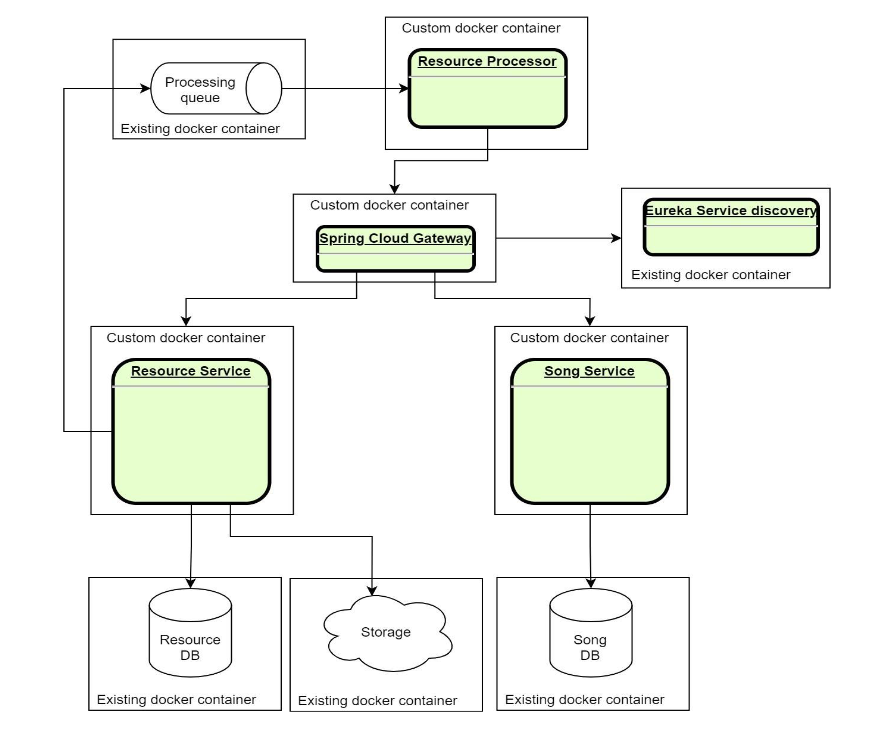 Custom docker container
Resource Processor
Processing
queue
Existing docker container
Custom docker container
Spring Cloud Gateway
Eureka Service discovery
Existing docker container
Custom docker container
Resource Service
Custom docker container
Song Service
Resource
DB
Existing docker container
Storage
Existing docker container
Song
DB
Existing docker container